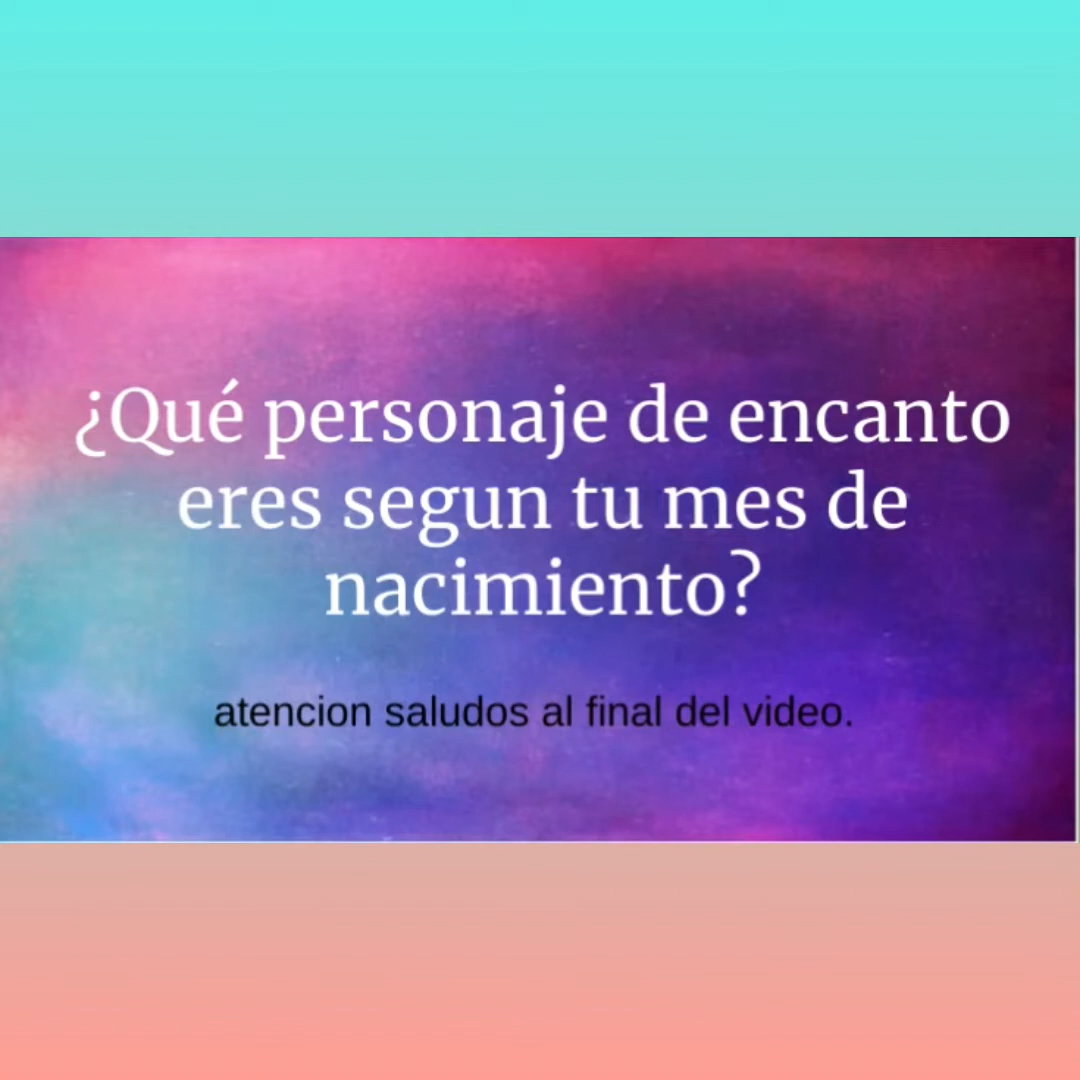 ¿Qué personaje de encanto
eres segun tu mes de
nacimiento?
atencion saludos al final del video.